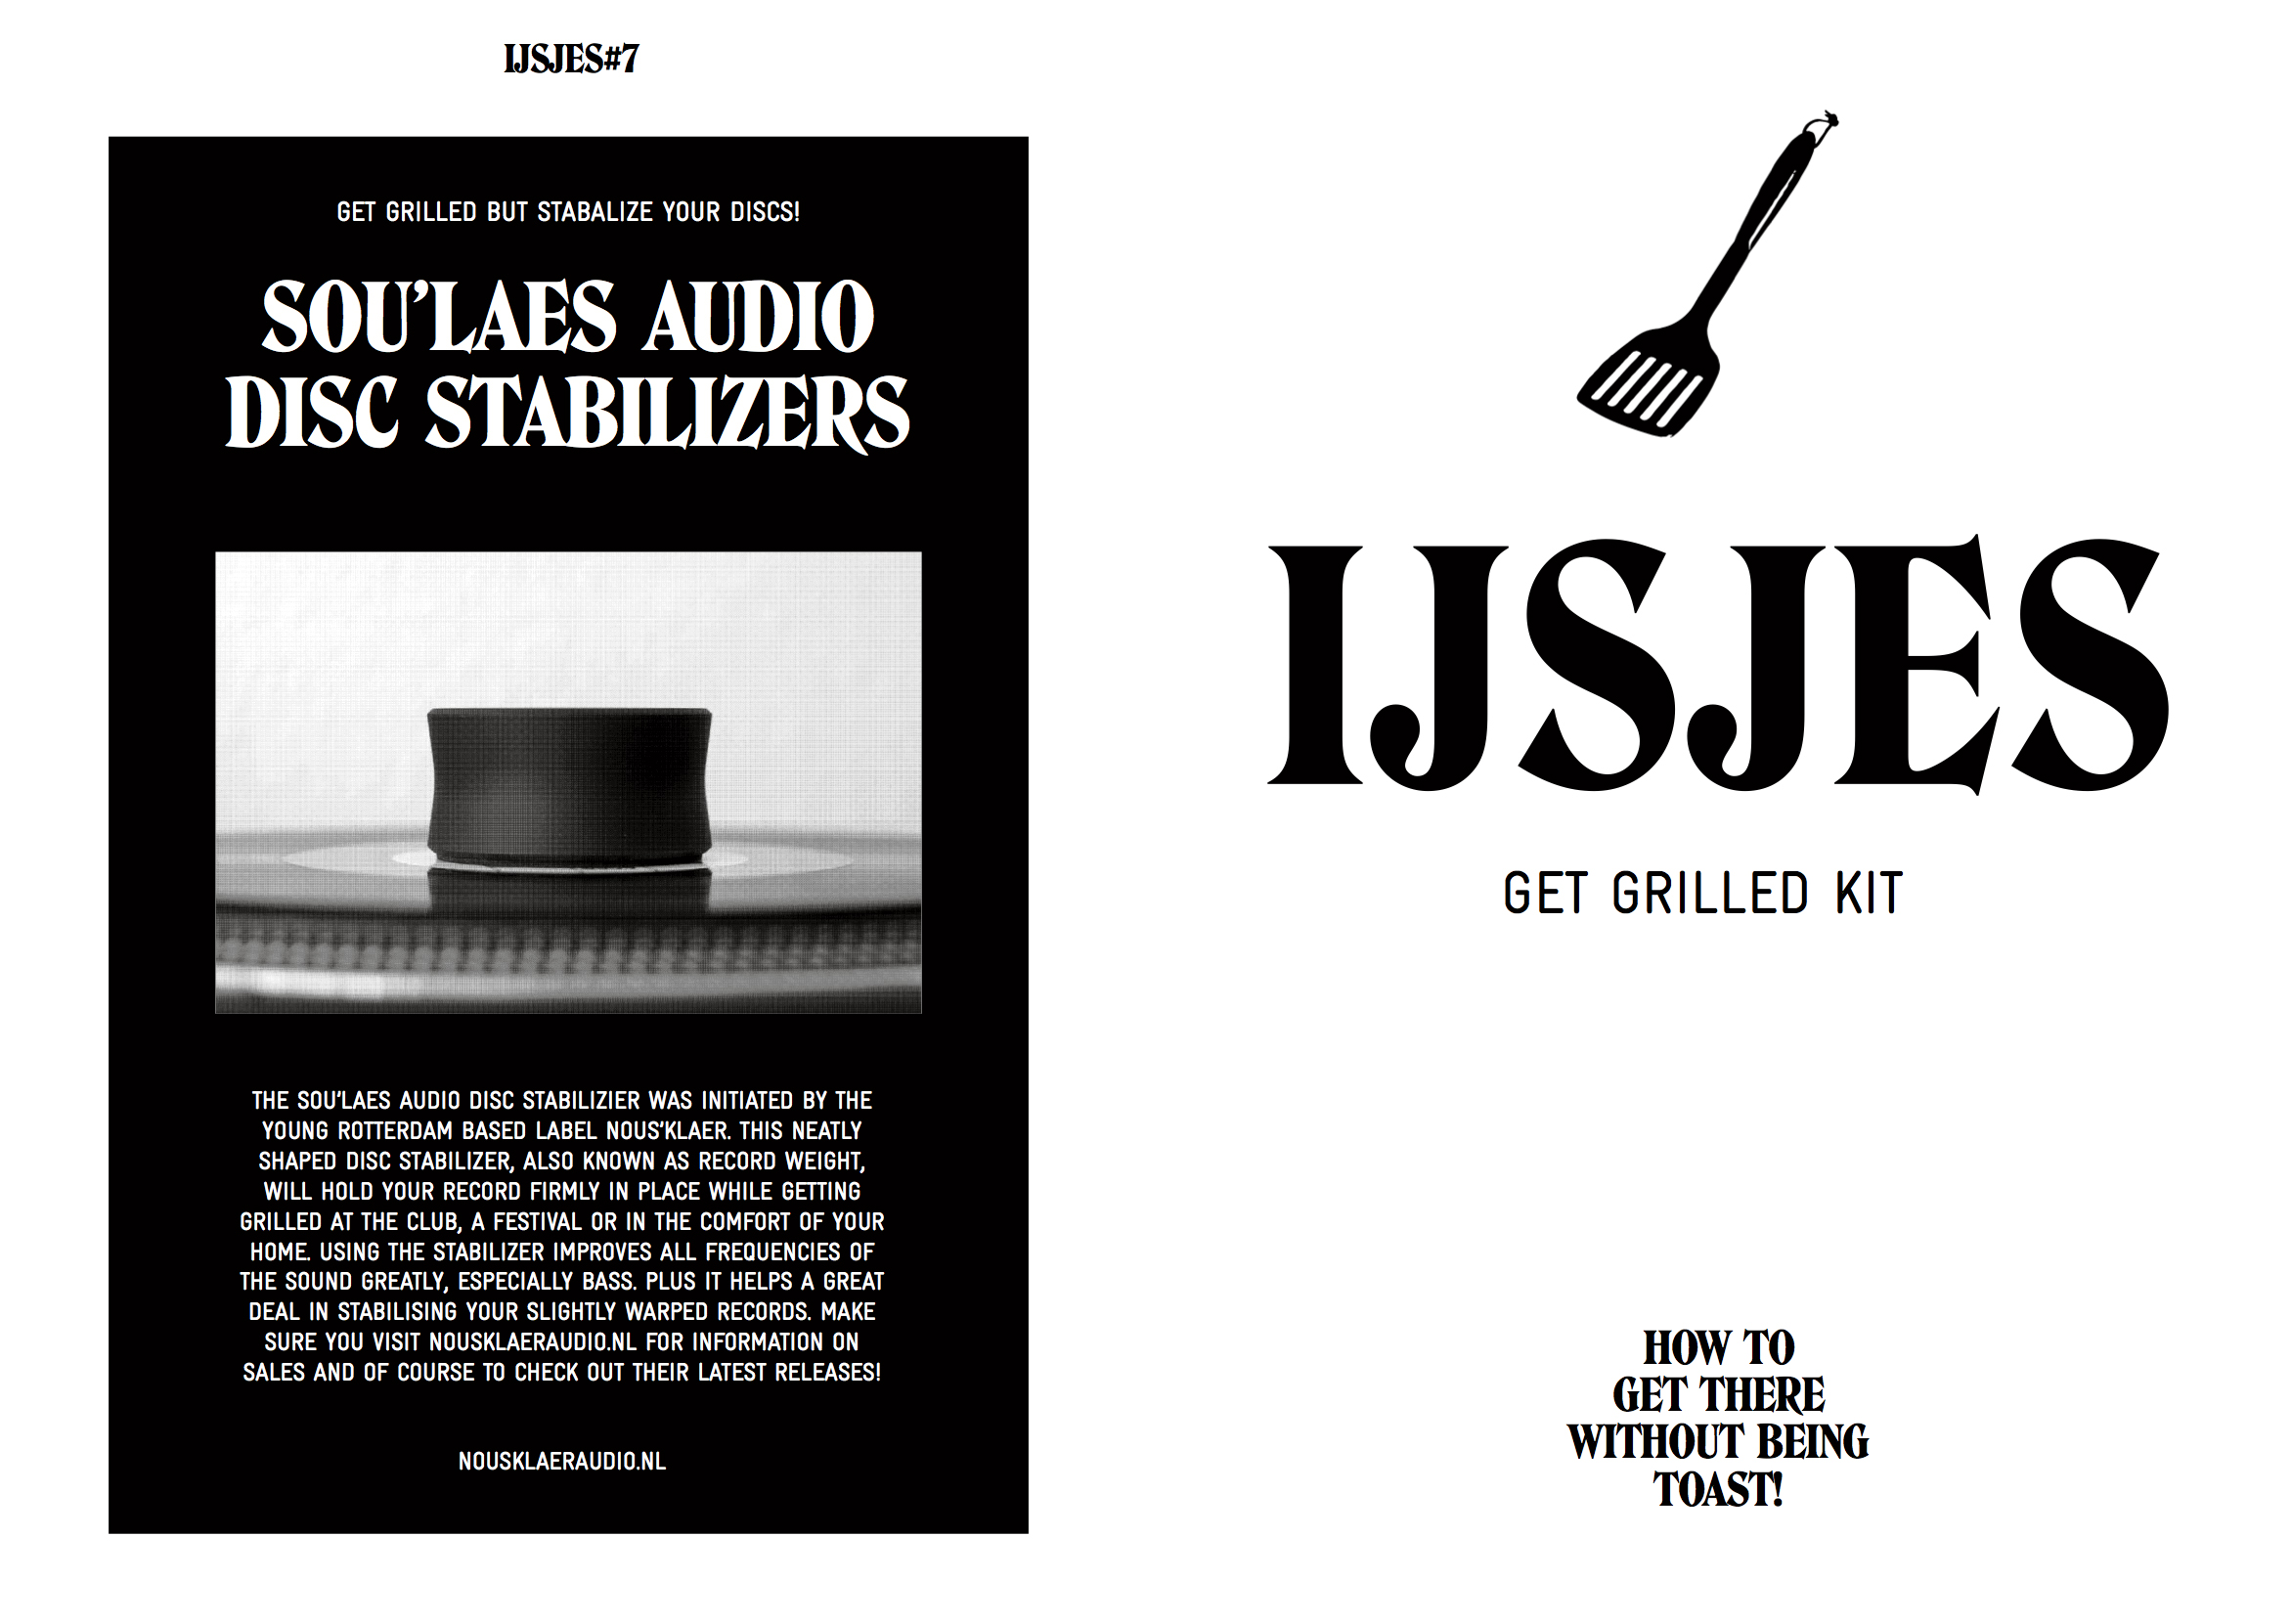 IJSJES#7
GET GRILLED BUT STABALIZE YOUR DISCS!
SOU'LAES AUDIO
DISC STABILIZERS
THE SOU'LAES AUDIO DISC STABILIZIER WAS INITIATED BY THE
YOUNG ROTTERDAM BASED LABEL NOUS'KLAER. THIS NEATLY
SHAPED DISC STABILIZER, ALSO KNOWN AS RECORD WEIGHT,
WILL HOLD YOUR RECORD FIRMLY IN PLACE WHILE GETTING
GRILLED AT THE CLUB, A FESTIVAL OR IN THE COMFORT OF YOUR
HOME. USING THE STABILIZER IMPROVES ALL FREQUENCIES OF
THE SOUND GREATLY, ESPECIALLY BASS. PLUS IT HELPS A GREAT
DEAL IN STABILISING YOUR SLIGHTLY WARPED RECORDS. MAKE
SURE YOU VISIT NOUSKLAERAUDIO.NL FOR INFORMATION ON
SALES AND OF COURSE TO CHECK OUT THEIR LATEST RELEASES!
NOUSKLAERAUDIO.NL
IJSJES
GET GRILLED KIT
HOW TO
GET THERE
WITHOUT BEING
TOAST!